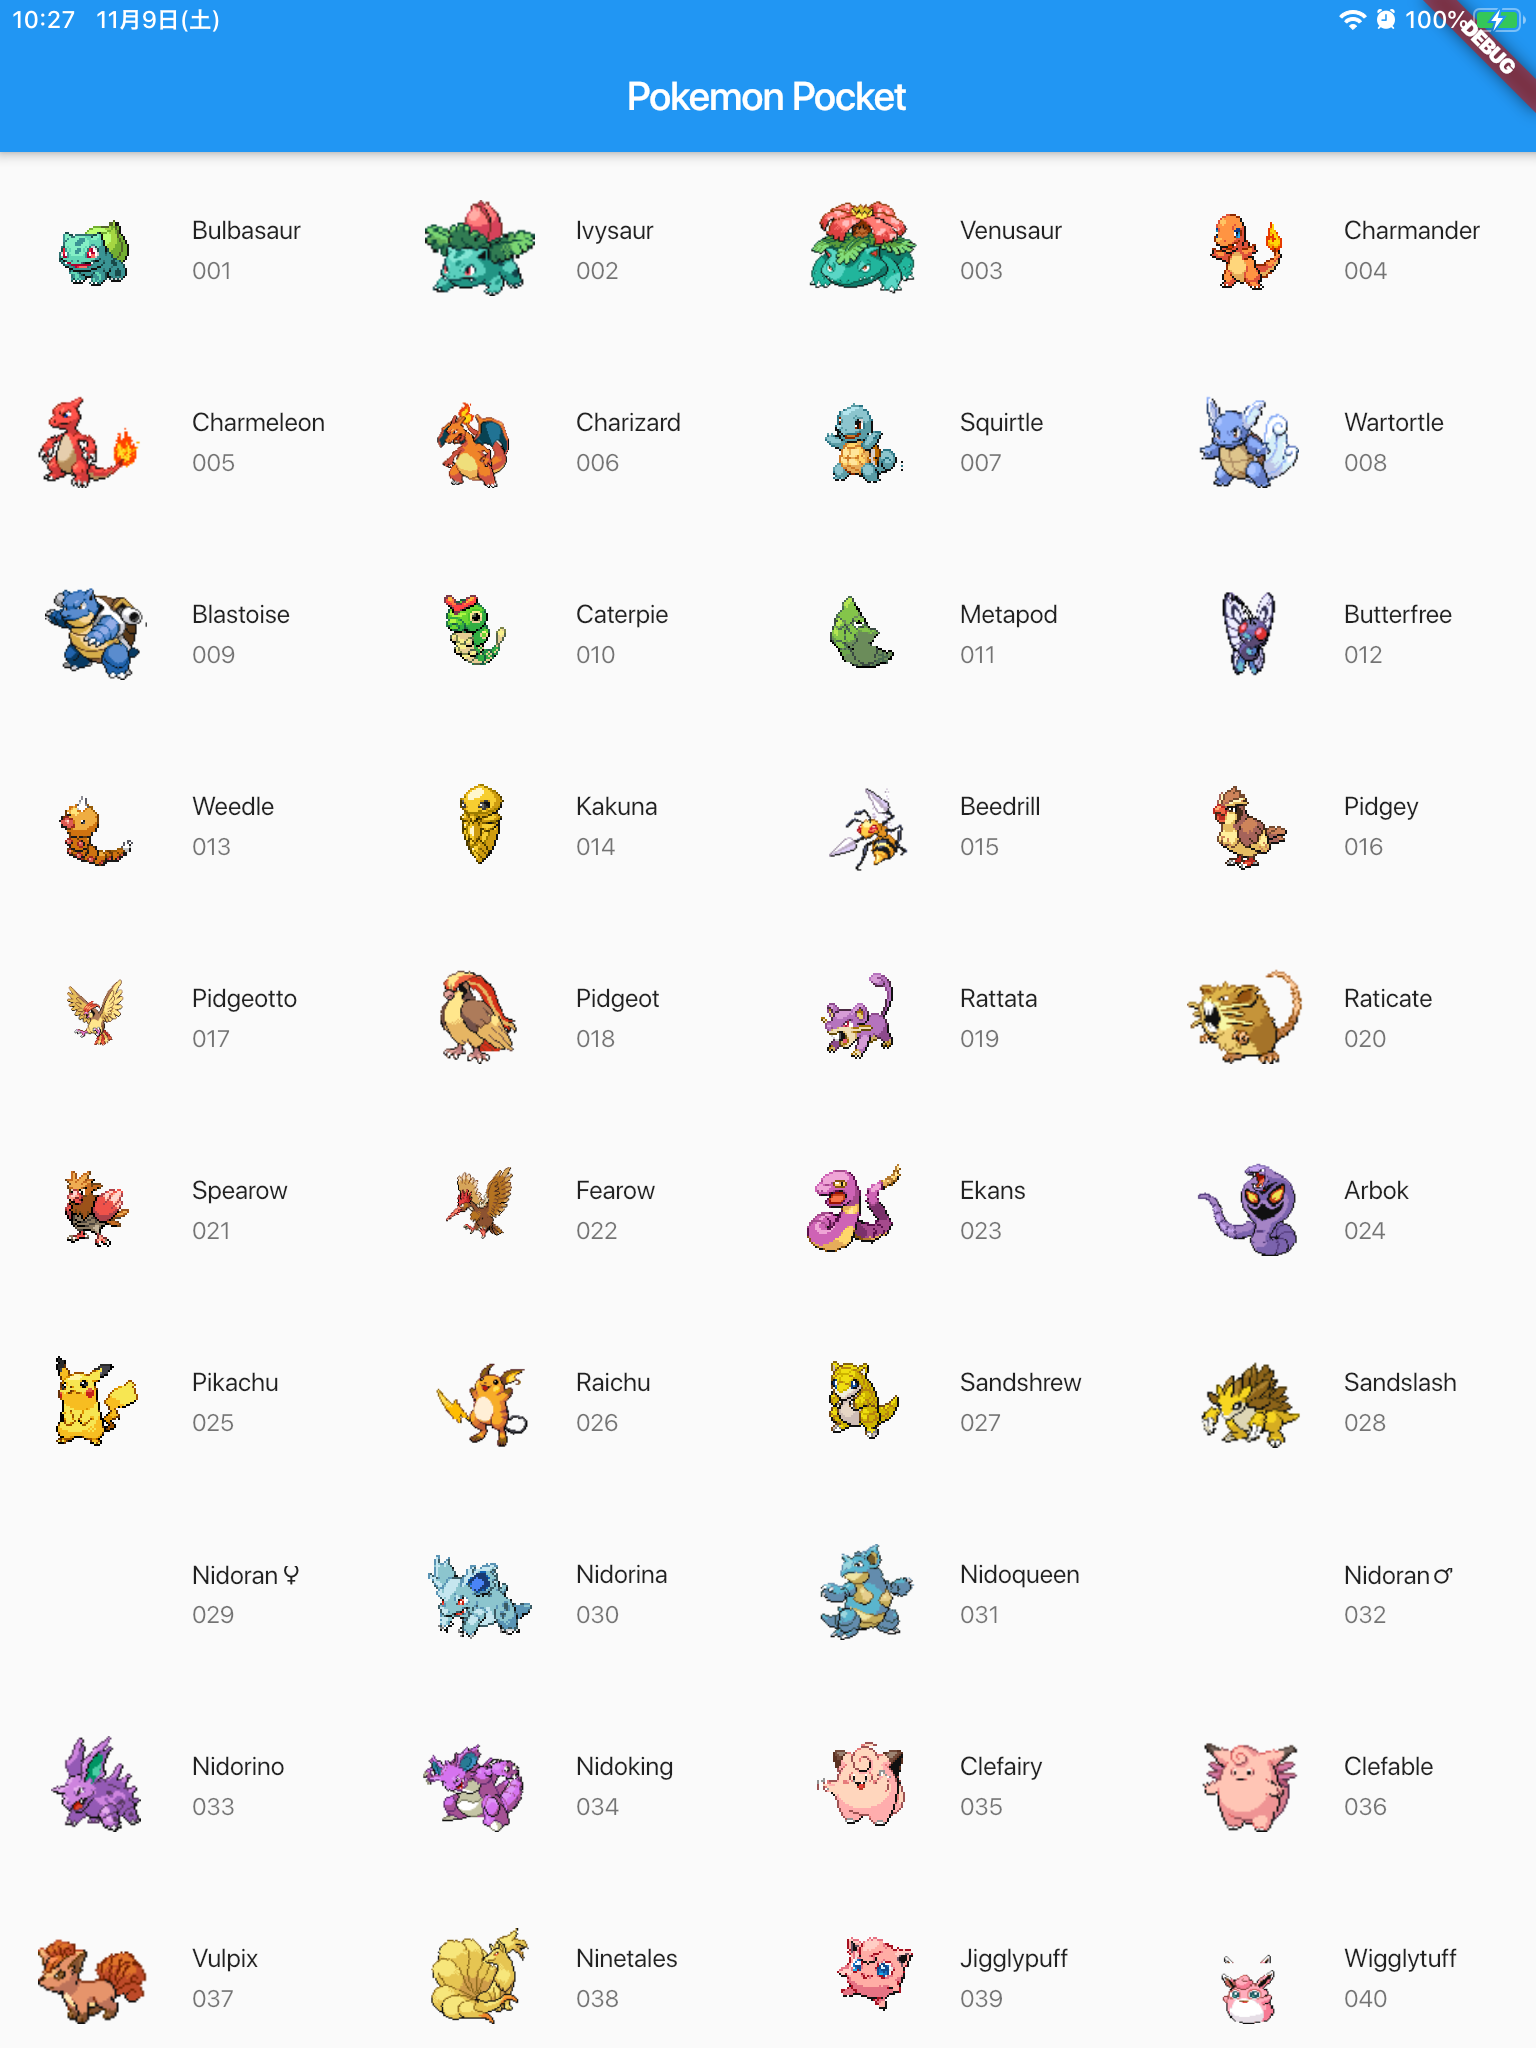 10:27 11月9日(土) 100%
DEBUG
Pokemon Pocket
Bulbasaur Ivysaur Venusaur Charmander
001 002 003 004
Charmeleon Charizard Squirtle Wartortle
005 006 007 008
Blastoise Caterpie Metapod Butterfree
009 010 011 012
Weedle Kakuna Beedrill Pidgey
013 014 015 016
Pidgeotto Pidgeot Rattata Raticate
017 018 019 020
Spearow Fearow Ekans Arbok
021 022 023 024
Pikachu Raichu Sandshrew Sandslash
025 026 027 028
Nidoran♀ Nidorina Nidoqueen Nidoran♂
029 030 031 032
Nidorino Nidoking Clefairy Clefable
033 034 035 036
Vulpix Ninetales Jigglypuff Wigglytuff
037 038 039 040